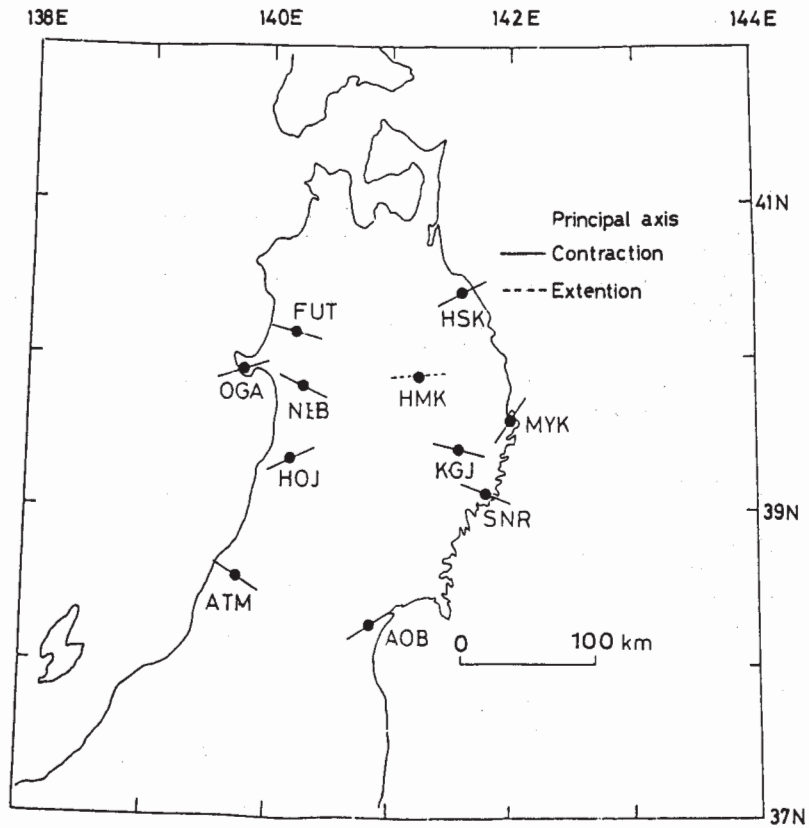 138E 140E 142E 144E
41N
Principal axis
Contraction
Extention
FUT
HSK
OGA
NIB
HMK
MYK
HOJ
KGJ
SNR
39N
ATM
AOB
0 100 km
37N